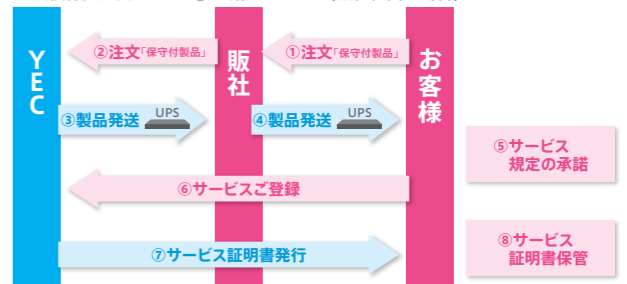 ①注文「保守付製品」
②注文「保守付製品」
YEC
販社
お客様
③製品発送 UPS
④製品発送 UPS
⑤サービス
規定の承諾
⑥サービスご登録
⑦サービス証明書発行
⑧サービス
証明書保管